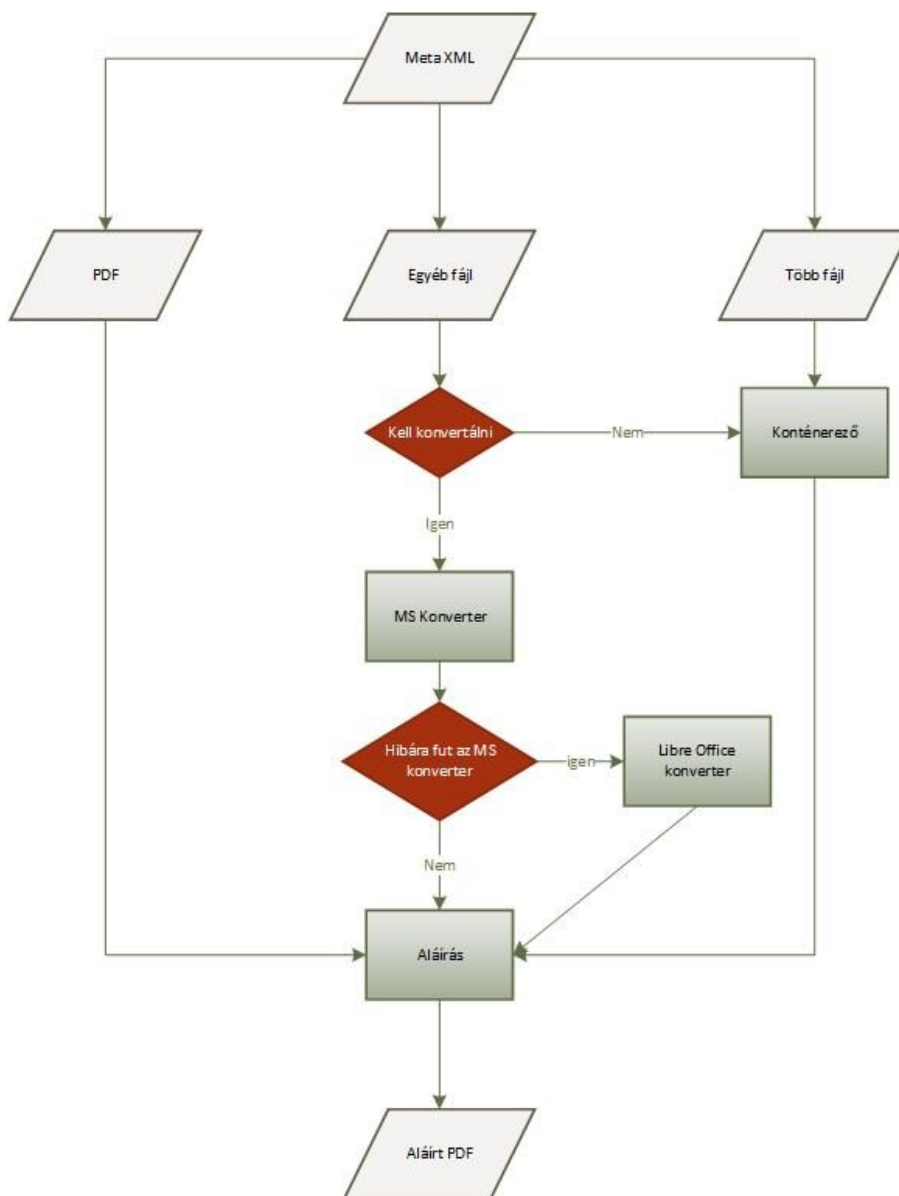 Meta XML
PDF
Egyéb fájl
Több fájl
Kell konvertálni
Nem
Konténerező
Igen
MS Konverter
Hibára fut az MS
konverter
igen
Libre Office
konverter
Nem
Aláírás
Aláírt PDF